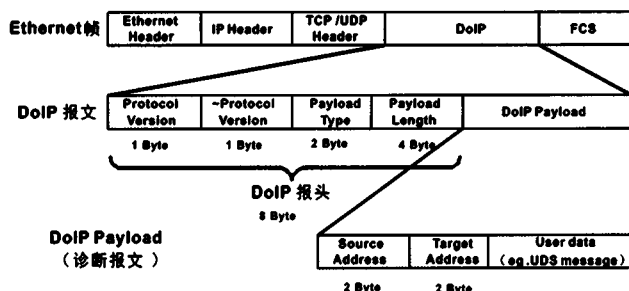 Ethernet帧
Ethernet Header
IP Header
TCP /UDP Header
DoIP
FCS
DoIP 报文
Protocol Version
~Protocol Version
Payload Type
Payload Length
DoIP Payload
1 Byte
1 Byte
2 Byte
4 Byte
DoIP 报头
8 Byte
DoIP Payload
（诊断报文 ）
Source Address
Target Address
User data
（eg .UDS message）
2 Byte
2 Byte